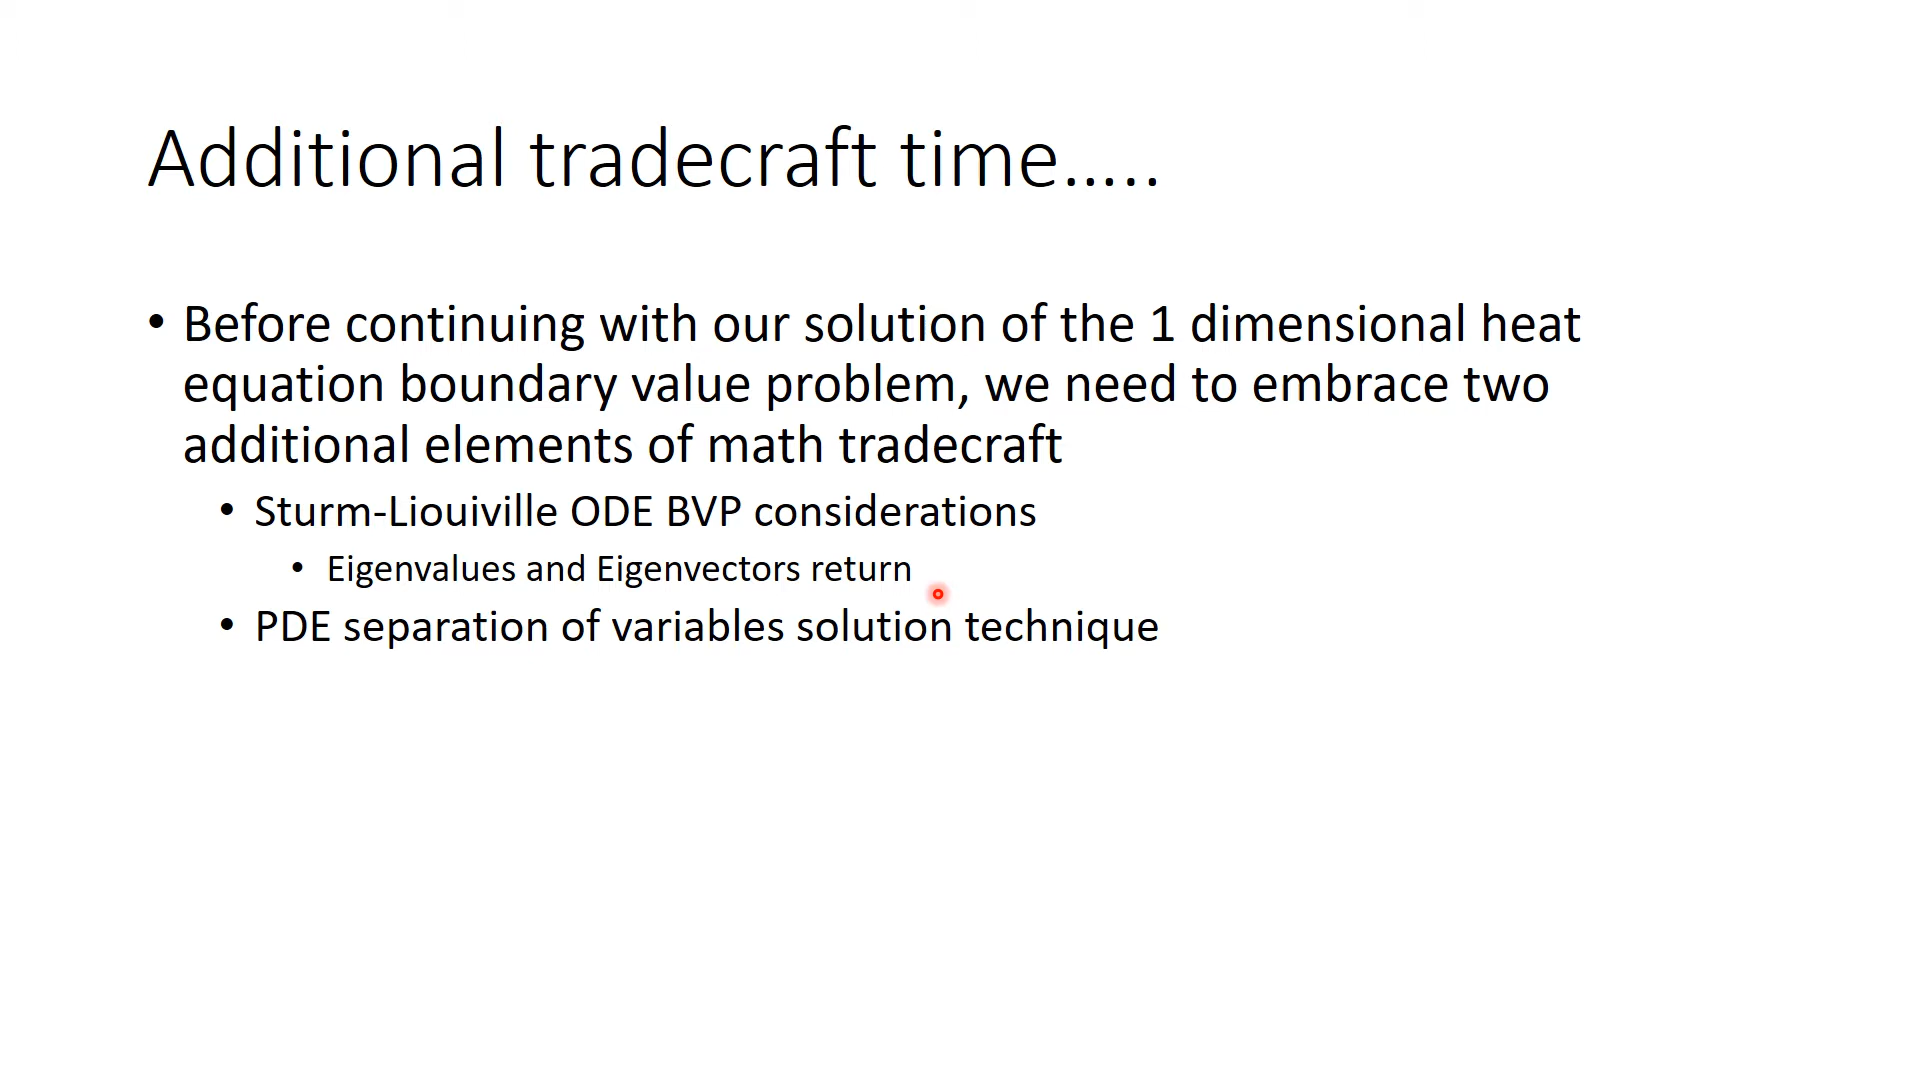 Additional tradecraft time…..
• Before continuing with our solution of the 1 dimensional heat
equation boundary value problem, we need to embrace two
additional elements of math tradecraft
• Sturm-Liouiville ODE BVP considerations
• Eigenvalues and Eigenvectors return
• PDE separation of variables solution technique